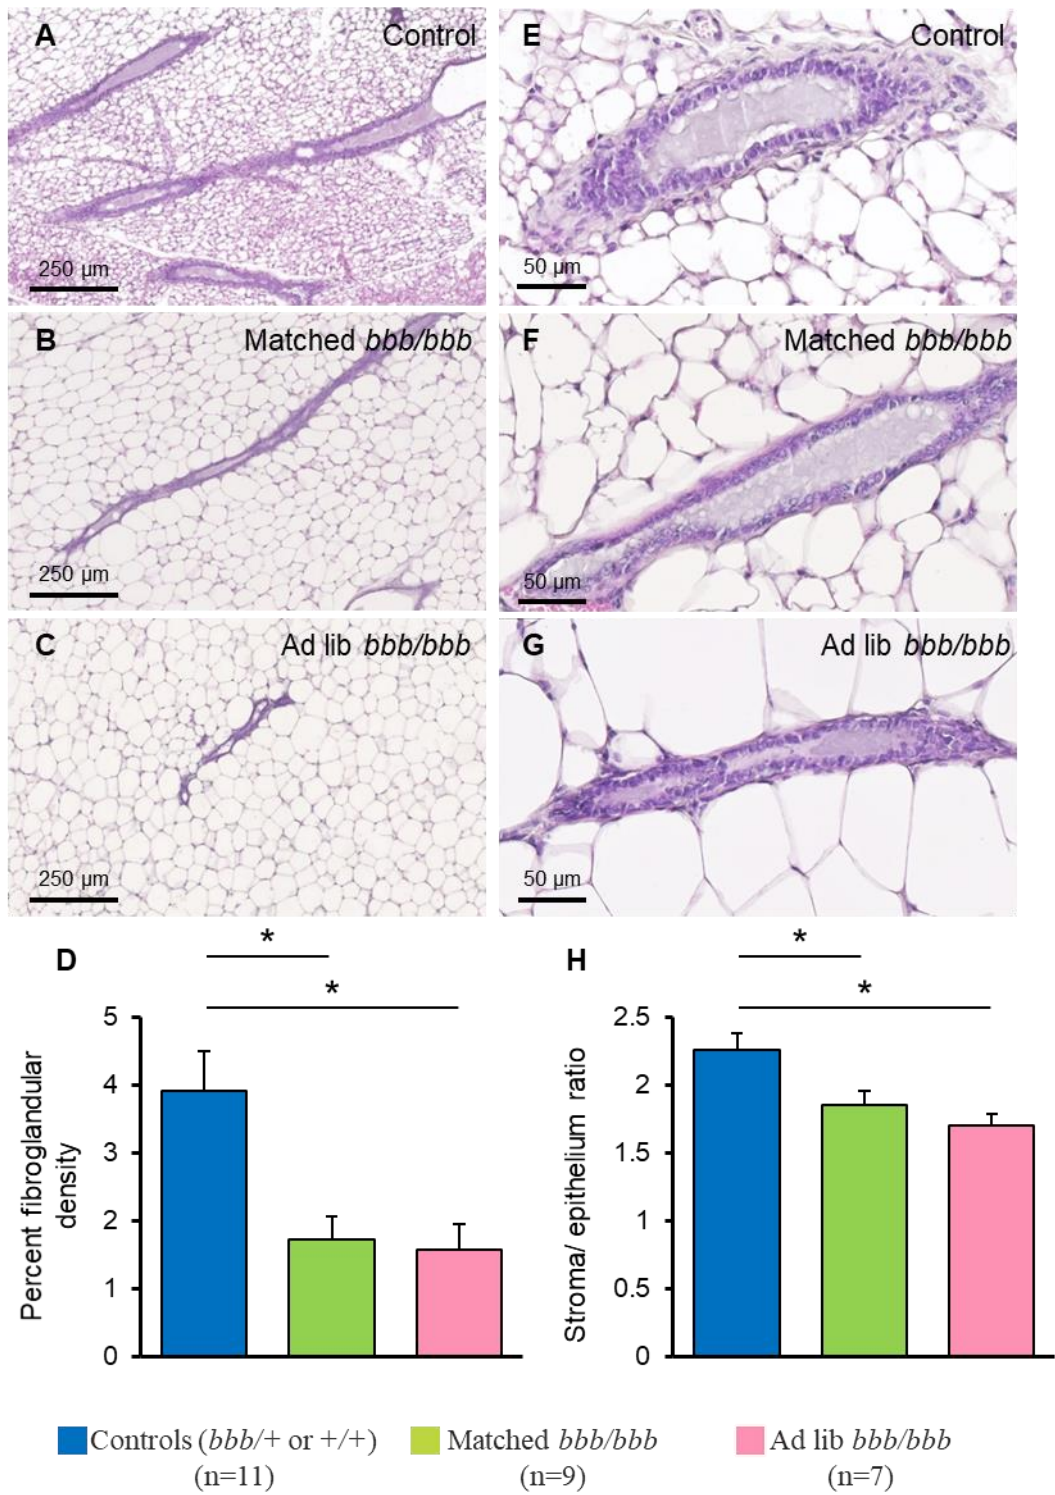 A Control
250 µm
E Control
50 µm
B Matched bbb/bbb
250 µm
F Matched bbb/bbb
50 µm
C Ad lib bbb/bbb
250 µm
G Ad lib bbb/bbb
50 µm
D
*
*
5
4
3
2
1
0
Percent fibroglandular
density
H
*
*
2.5
2
1.5
1
0.5
0
Stroma/ epithelium ratio
Controls (bbb/+ or +/+)
(n=11)
Matched bbb/bbb
(n=9)
Ad lib bbb/bbb
(n=7)